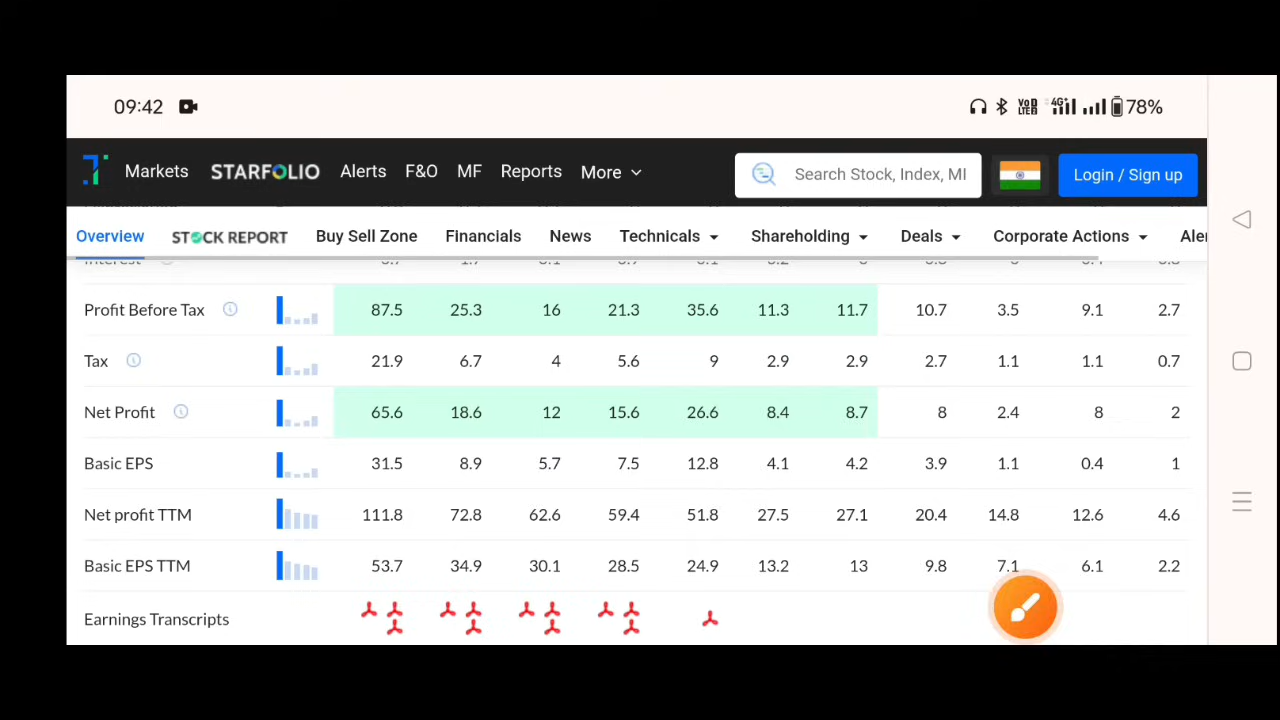 09:42 VoD LTE 4G+ 78%
Markets STARFOLIO Alerts F&O MF Reports More Search Stock, Index, MI Login / Sign up
Overview STOCK REPORT Buy Sell Zone Financials News Technicals Shareholding Deals Corporate Actions Aler
Profit Before Tax 87.5 25.3 16 21.3 35.6 11.3 11.7 10.7 3.5 9.1 2.7
Tax 21.9 6.7 4 5.6 9 2.9 2.9 2.7 1.1 1.1 0.7
Net Profit 65.6 18.6 12 15.6 26.6 8.4 8.7 8 2.4 8 2
Basic EPS 31.5 8.9 5.7 7.5 12.8 4.1 4.2 3.9 1.1 0.4 1
Net profit TTM 111.8 72.8 62.6 59.4 51.8 27.5 27.1 20.4 14.8 12.6 4.6
Basic EPS TTM 53.7 34.9 30.1 28.5 24.9 13.2 13 9.8 7.1 6.1 2.2
Earnings Transcripts